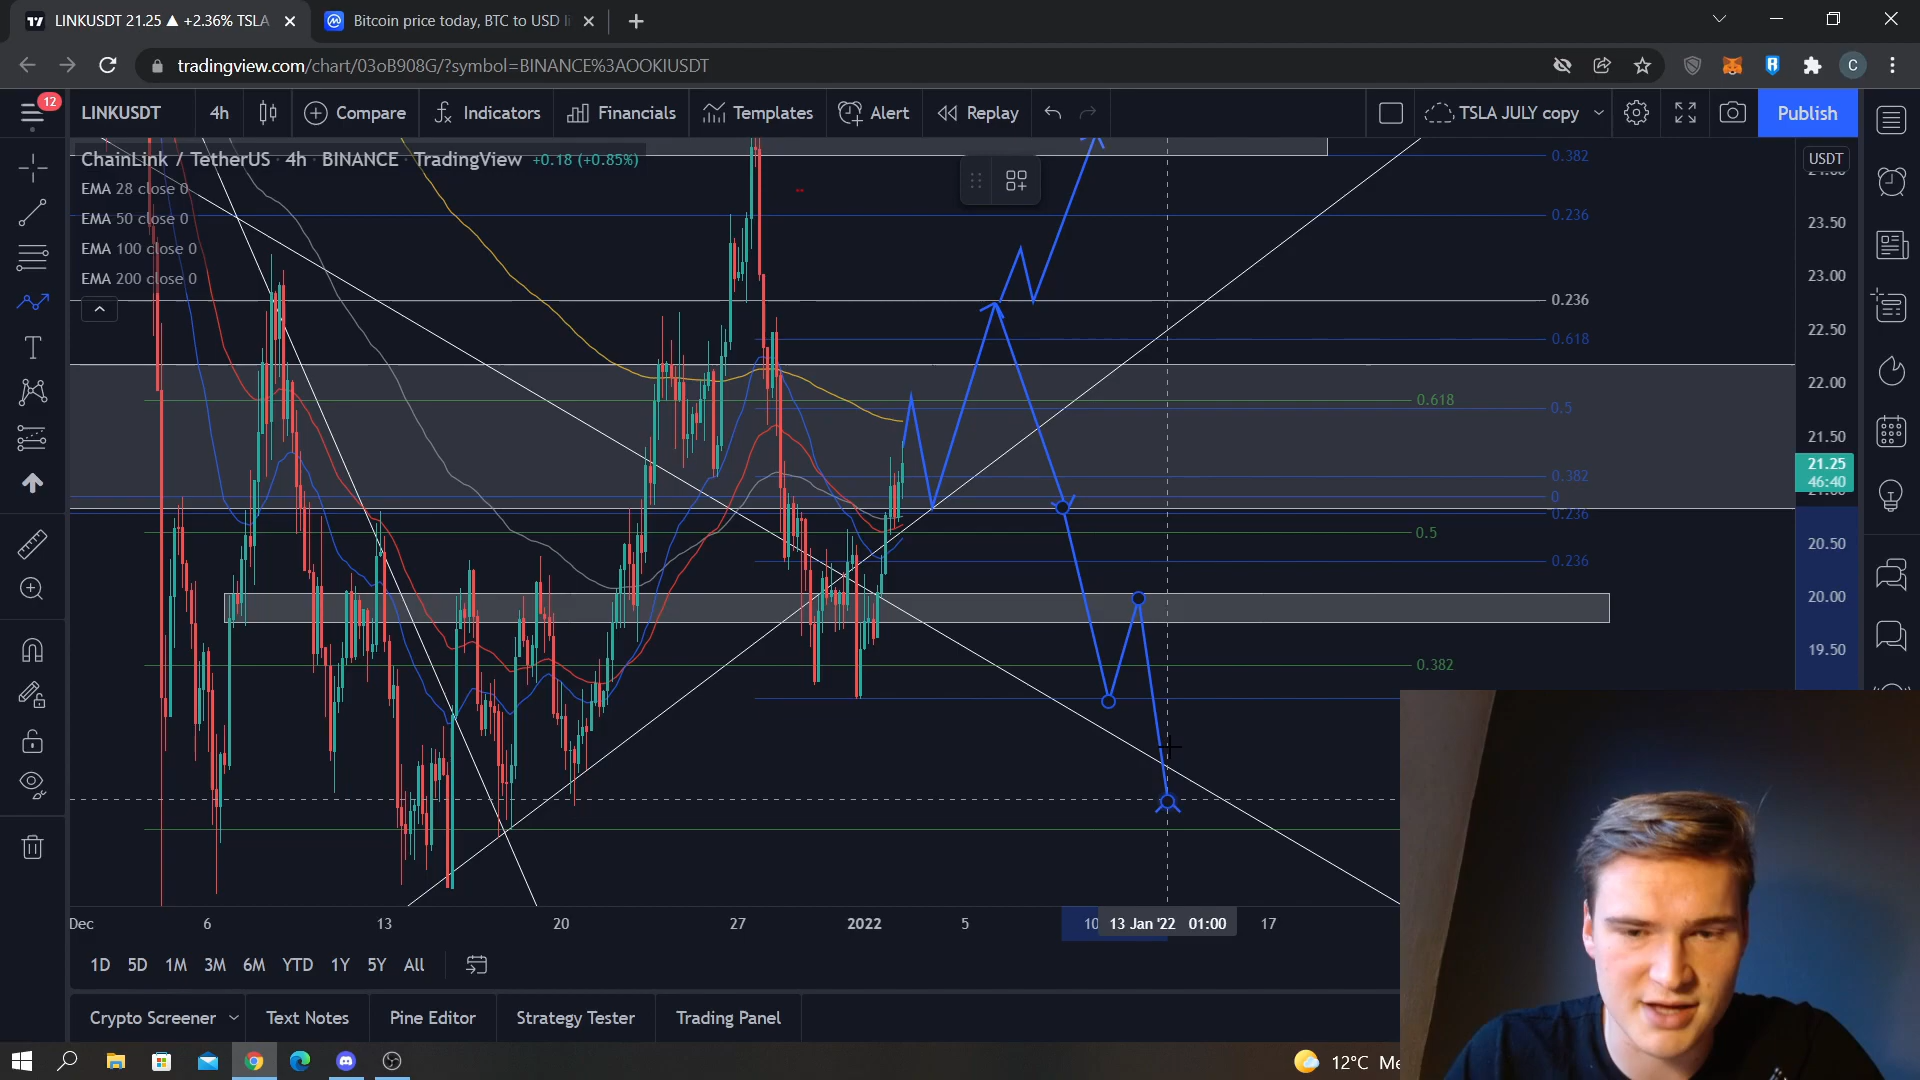 LINKUSDT 21.25 ▲ +2.36% TSLA
Bitcoin price today, BTC to USD li
tradingview.com/chart/03oB908G/?symbol=BINANCE%3AOOKIUSDT
C
12
LINKUSDT
4h
Compare
Indicators
Financials
Templates
Alert
Replay
TSLA JULY copy
Publish
ChainLink / TetherUS · 4h · BINANCE · TradingView +0.18 (+0.85%)
EMA 28 close 0
EMA 50 close 0
EMA 100 close 0
EMA 200 close 0
USDT
0.382
0.236
23.50
23.00
0.236
22.50
0.618
22.00
0.618
0.5
21.50
21.25
46:40
0.382
0
0.236
0.5
20.50
0.236
20.00
19.50
0.382
Dec 6 13 20 27 2022 5 10 13 Jan '22 01:00 17
1D 5D 1M 3M 6M YTD 1Y 5Y All
Crypto Screener
Text Notes
Pine Editor
Strategy Tester
Trading Panel
12°C